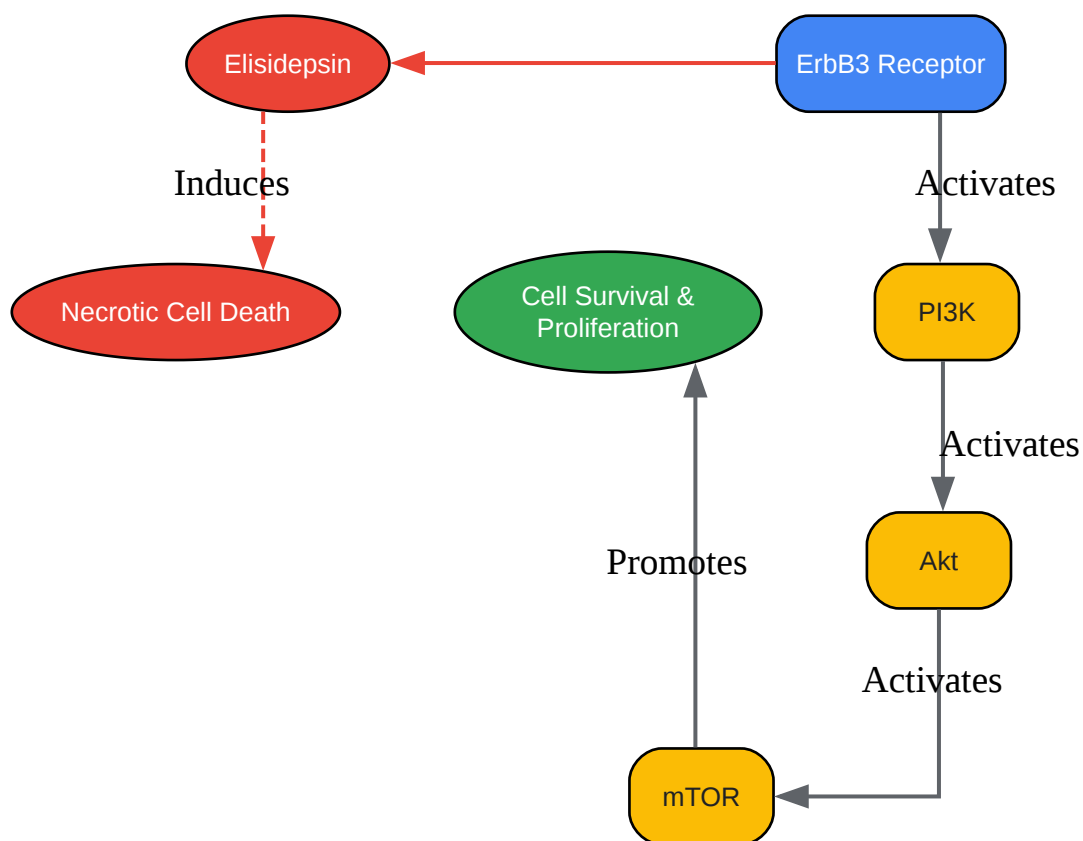 Elisidepsin
ErbB3 Receptor
Induces
Activates
Necrotic Cell Death
Cell Survival &
Proliferation
PI3K
Activates
Promotes
Akt
Activates
mTOR